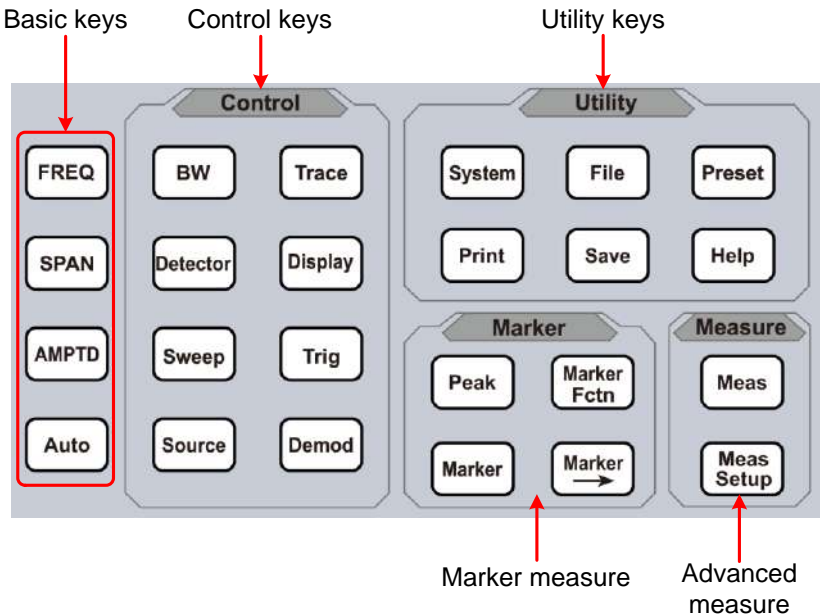 Basic keys
Control keys
Utility keys
Control
Utility
FREQ
BW
Trace
System
File
Preset
SPAN
Detector
Display
Print
Save
Help
Marker
Measure
AMPTD
Sweep
Trig
Peak
Marker
Fctn
Meas
Auto
Source
Demod
Marker
Marker
Meas
Setup
Marker measure
Advanced
measure